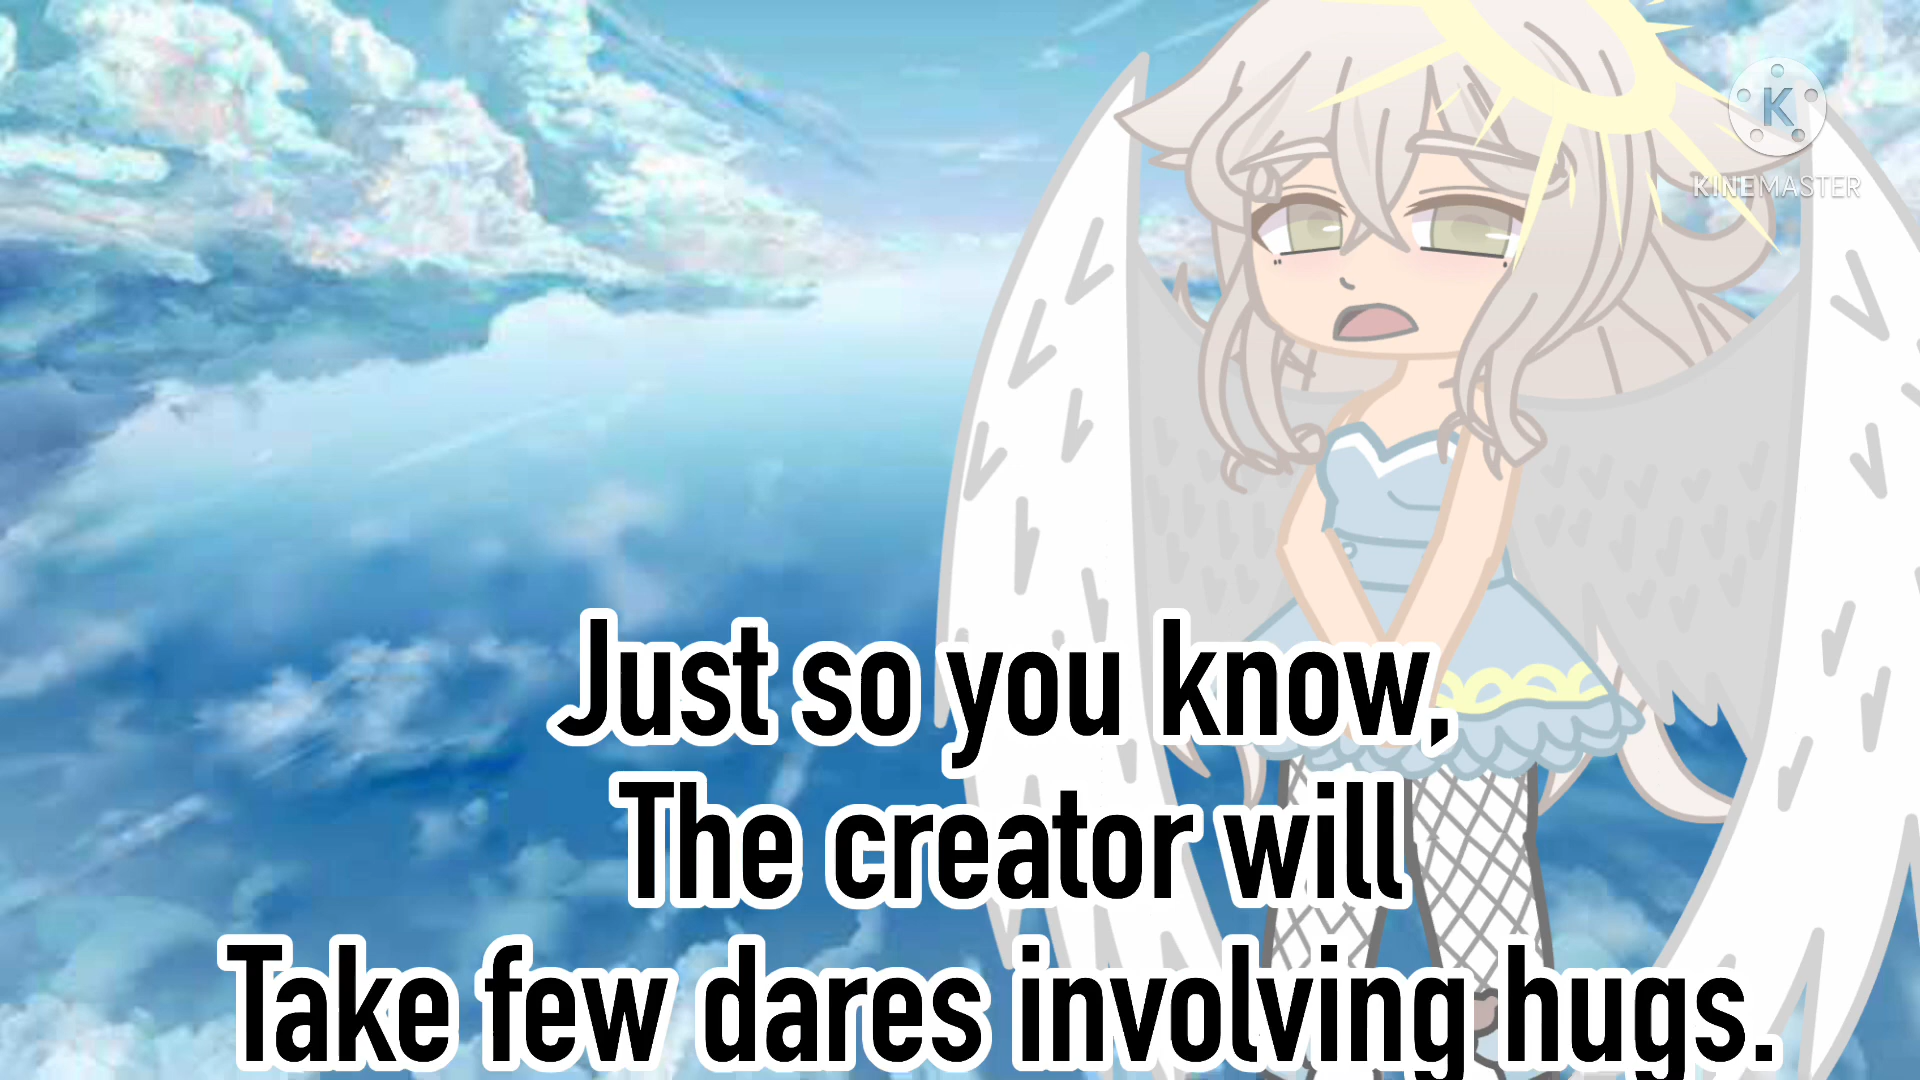 K
KINEMASTER
Just so you know,
The creator will
Take few dares involving hugs.